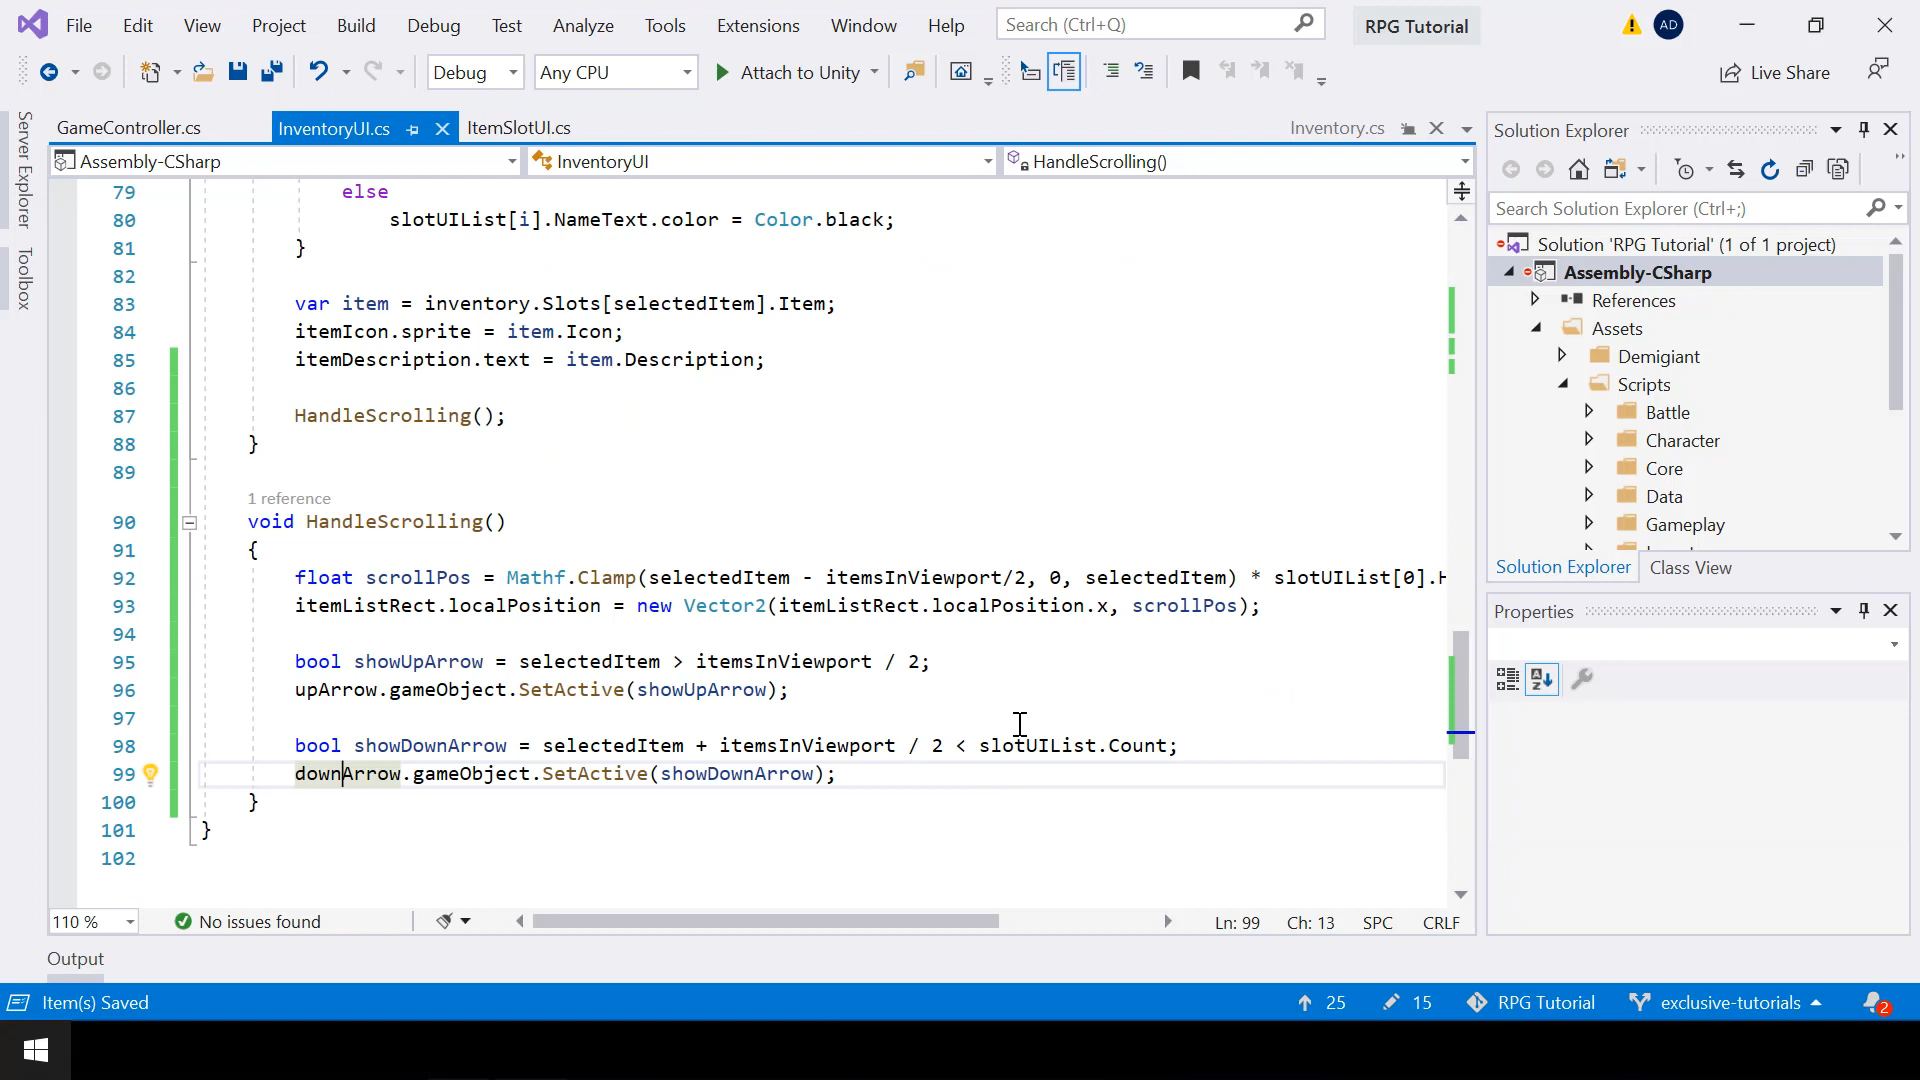 File Edit View Project Build Debug Test Analyze Tools Extensions Window Help Search (Ctrl+Q) RPG Tutorial AD
Debug Any CPU Attach to Unity Live Share
Server Explorer
Toolbox
GameController.cs InventoryUI.cs ItemSlotUI.cs Inventory.cs
Assembly-CSharp InventoryUI HandleScrolling()
79 else
80 slotUIList[i].NameText.color = Color.black;
81 }
82
83 var item = inventory.Slots[selectedItem].Item;
84 itemIcon.sprite = item.Icon;
85 itemDescription.text = item.Description;
86
87 HandleScrolling();
88 }
89
1 reference
90 void HandleScrolling()
91 {
92 float scrollPos = Mathf.Clamp(selectedItem - itemsInViewport/2, 0, selectedItem) * slotUIList[0].H
93 itemListRect.localPosition = new Vector2(itemListRect.localPosition.x, scrollPos);
94
95 bool showUpArrow = selectedItem > itemsInViewport / 2;
96 upArrow.gameObject.SetActive(showUpArrow);
97
98 bool showDownArrow = selectedItem + itemsInViewport / 2 < slotUIList.Count;
99 downArrow.gameObject.SetActive(showDownArrow);
100 }
101 }
102
110 % No issues found Ln: 99 Ch: 13 SPC CRLF
Output
Solution Explorer
Search Solution Explorer (Ctrl+;)
Solution 'RPG Tutorial' (1 of 1 project)
Assembly-CSharp
References
Assets
Demigiant
Scripts
Battle
Character
Core
Data
Gameplay
Solution Explorer Class View
Properties
Item(s) Saved 25 15 RPG Tutorial exclusive-tutorials 2